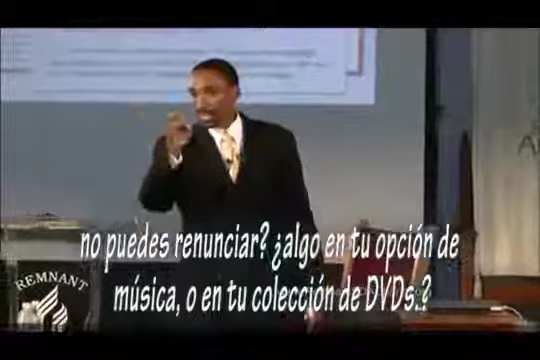 no puedes renunciar? ¿algo en tu opción de
música, o en tu colección de DVDs.?
REMNANT